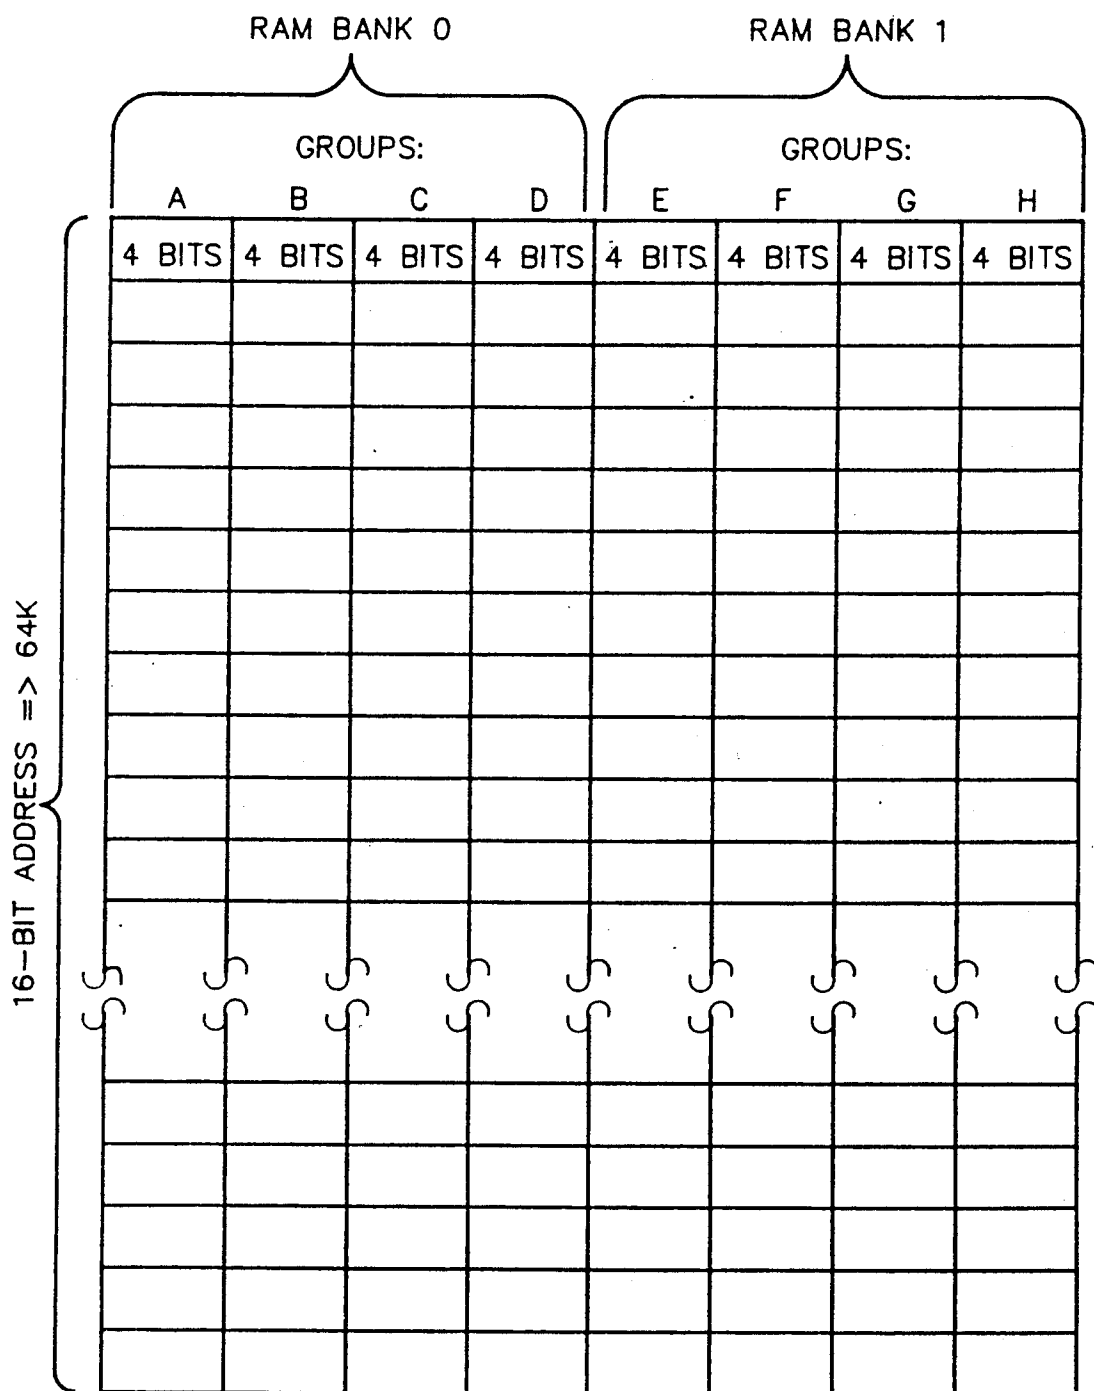 RAM BANK 0 RAM BANK 1
GROUPS: GROUPS:
A B C D E F G H
4 BITS 4 BITS 4 BITS 4 BITS 4 BITS 4 BITS 4 BITS 4 BITS
16-BIT ADDRESS => 64K